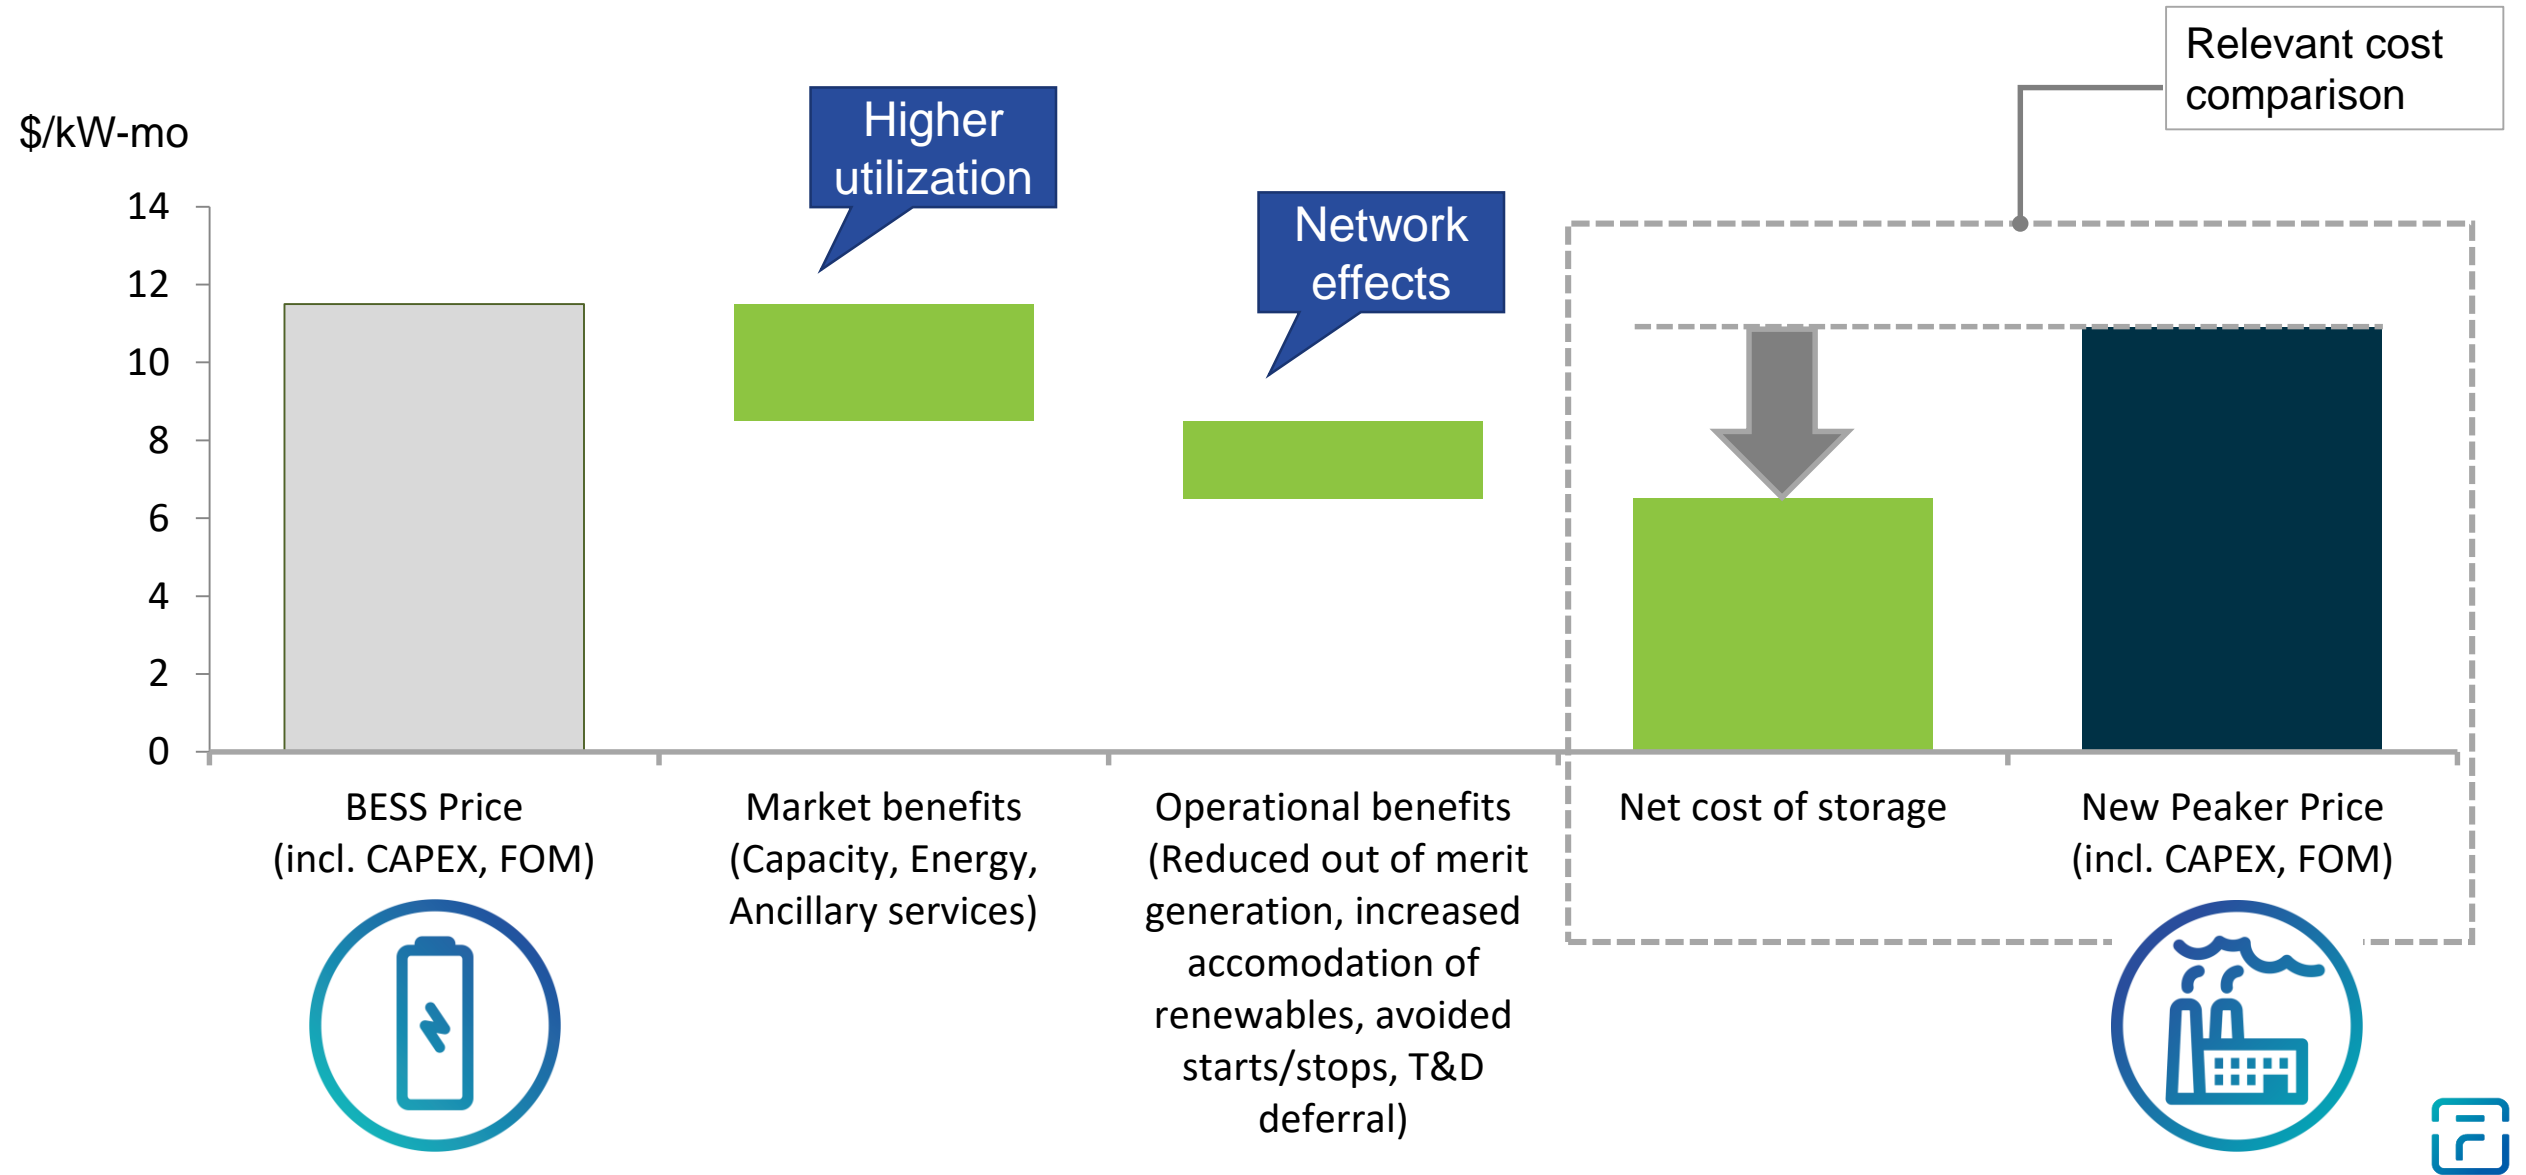 Relevant cost
comparison
$/kW-mo
Higher
utilization
Network
effects
14
12
10
8
6
4
2
0
BESS Price
(incl. CAPEX, FOM)
Market benefits
(Capacity, Energy,
Ancillary services)
Operational benefits
(Reduced out of merit
generation, increased
accomodation of
renewables, avoided
starts/stops, T&D
deferral)
Net cost of storage
New Peaker Price
(incl. CAPEX, FOM)